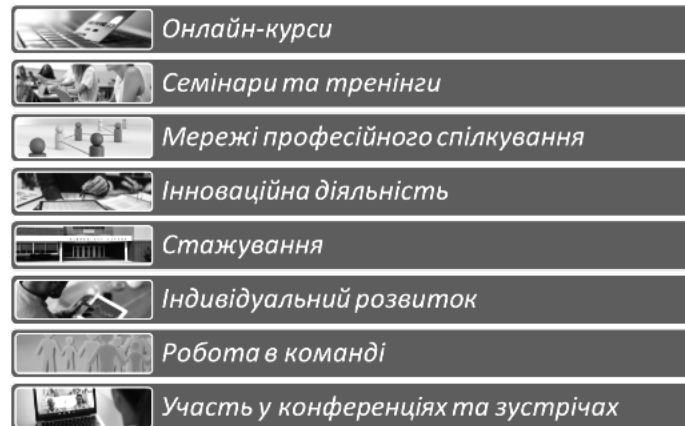 Онлайн-курси
Семінари та тренінги
Мережі професійного спілкування
Інноваційна діяльність
Стажування
Індивідуальний розвиток
Робота в команді
Участь у конференціях та зустрічах